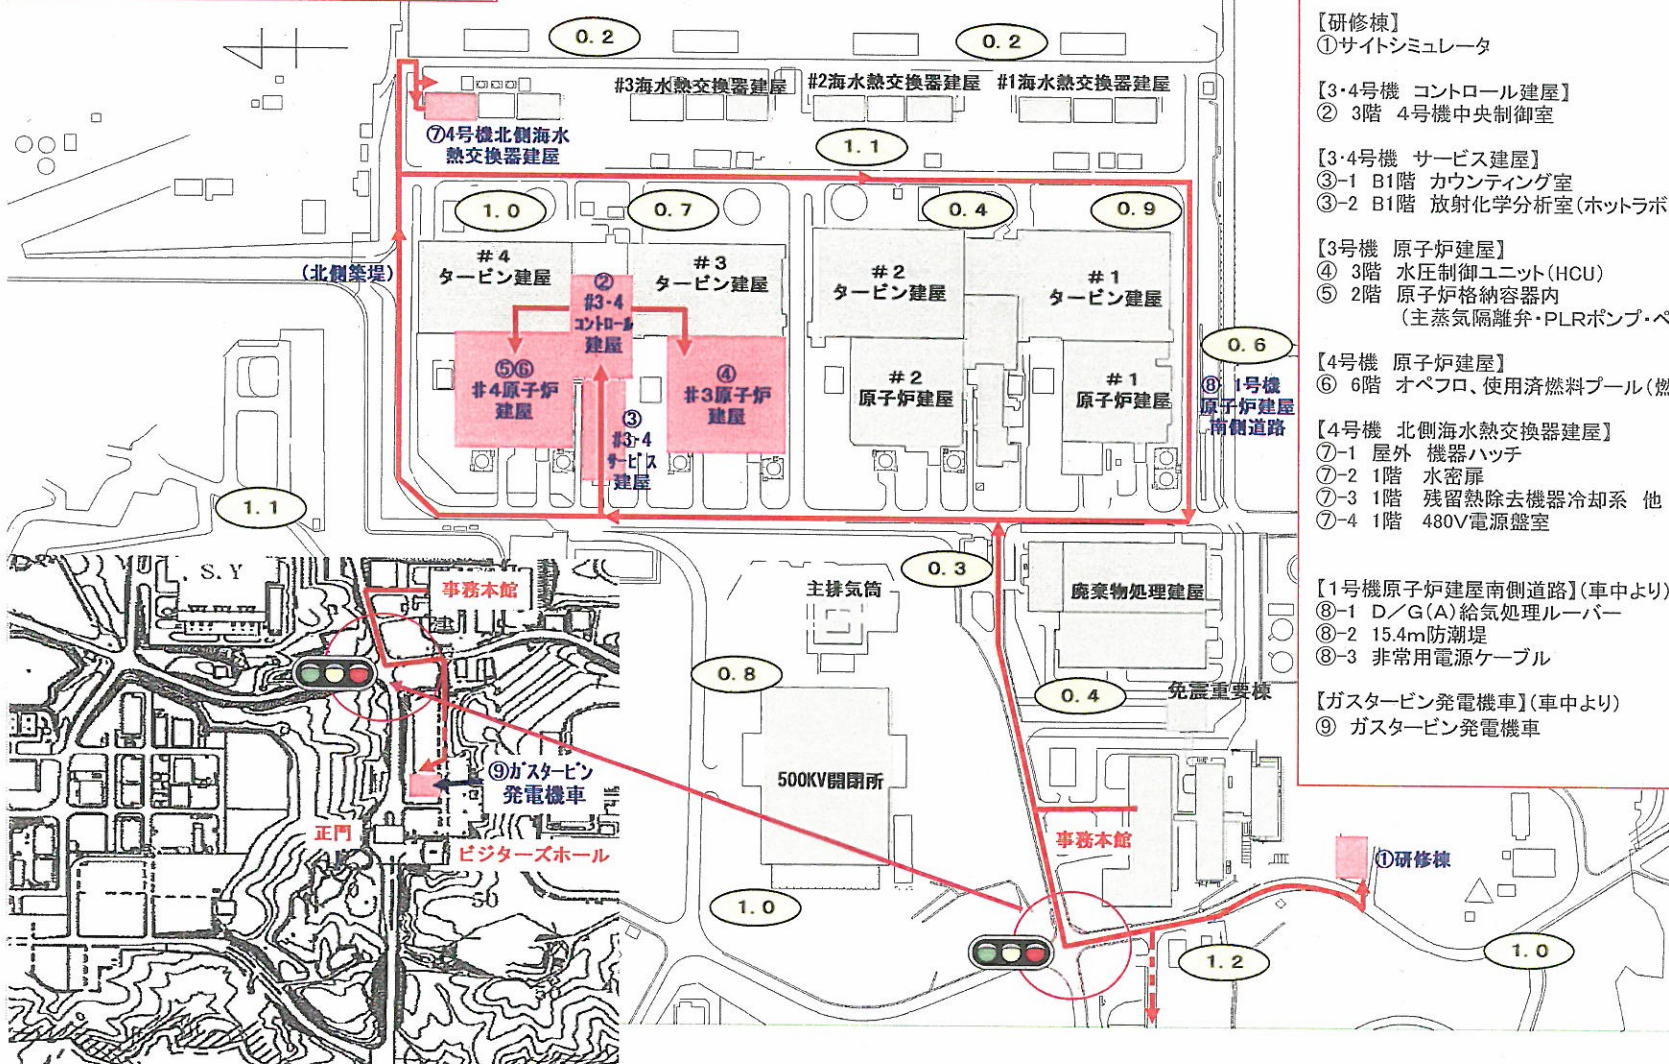 0.2
0.2
#3海水熱交換器建屋
#2海水熱交換器建屋
#1海水熱交換器建屋
⑦4号機北側海水
熱交換器建屋
1.1
1.0
0.7
0.4
0.9
(北側築堤)
#4
タービン建屋
②
#3・4
コントロール
建屋
#3
タービン建屋
#2
タービン建屋
#1
タービン建屋
⑤⑥
#4原子炉
建屋
④
#3原子炉
建屋
③
#3・4
サービス
建屋
#2
原子炉建屋
#1
原子炉建屋
0.6
⑧ 1号機
原子炉建屋
南側道路
1.1
0.3
S.Y
事務本館
主排気筒
廃棄物処理建屋
0.8
0.4
免震重要棟
⑨ガスタービン
発電機車
500KV開閉所
正門
ビジターズホール
事務本館
①研修棟
50
1.0
1.2
1.0
【研修棟】
①サイトシミュレータ
【3・4号機 コントロール建屋】
② 3階 4号機中央制御室
【3・4号機 サービス建屋】
③-1 B1階 カウンティング室
③-2 B1階 放射化学分析室(ホットラボ
【3号機 原子炉建屋】
④ 3階 水圧制御ユニット(HCU)
⑤ 2階 原子炉格納容器内
(主蒸気隔離弁・PLRポンプ・ペ
【4号機 原子炉建屋】
⑥ 6階 オペフロ、使用済燃料プール(燃
【4号機 北側海水熱交換器建屋】
⑦-1 屋外 機器ハッチ
⑦-2 1階 水密扉
⑦-3 1階 残留熱除去機器冷却系 他
⑦-4 1階 480V電源盤室
【1号機原子炉建屋南側道路】(車中より)
⑧-1 D/G(A)給気処理ルーバー
⑧-2 15.4m防潮堤
⑧-3 非常用電源ケーブル
【ガスタービン発電機車】(車中より)
⑨ ガスタービン発電機車